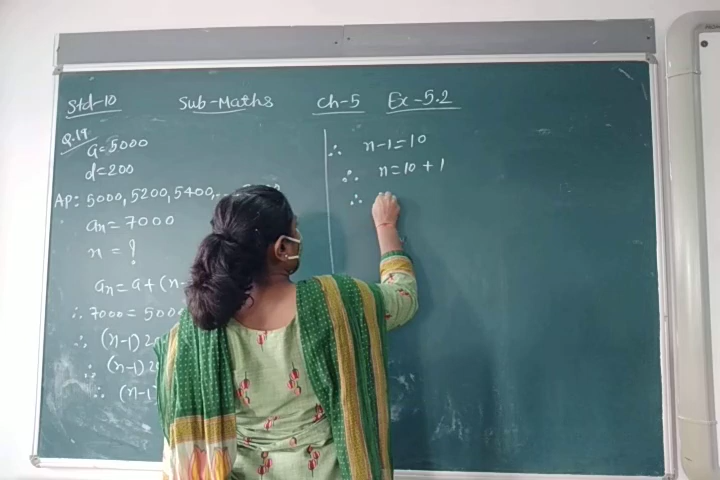 Std-10 Sub-Maths Ch-5 Ex-5.2
Q.19
a=5000
d=200
AP: 5000, 5200, 5400,...
an = 7000
n = ?
an = a + (n-
∴ 7000 = 500
∴ (n-1) 2
∴ (n-1) 2
∴ (n-1)
∴ n-1=10
∴ n=10+1
∴